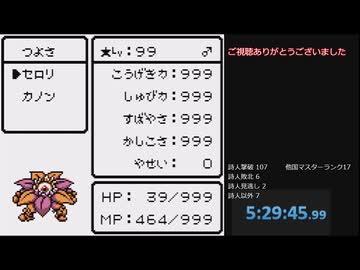 つよさ
▶セロリ
カノン
★Lv:99 ♂
こうげき力:999
しゅび力:999
すばやさ:999
かしこさ:999
やせい: 0
HP: 39/999
MP:464/999
ご視聴ありがとうございました
詩人撃破 107 他国マスターランク17
詩人敗北 6
詩人見逃し 2
詩人以外 7
5:29:45.99